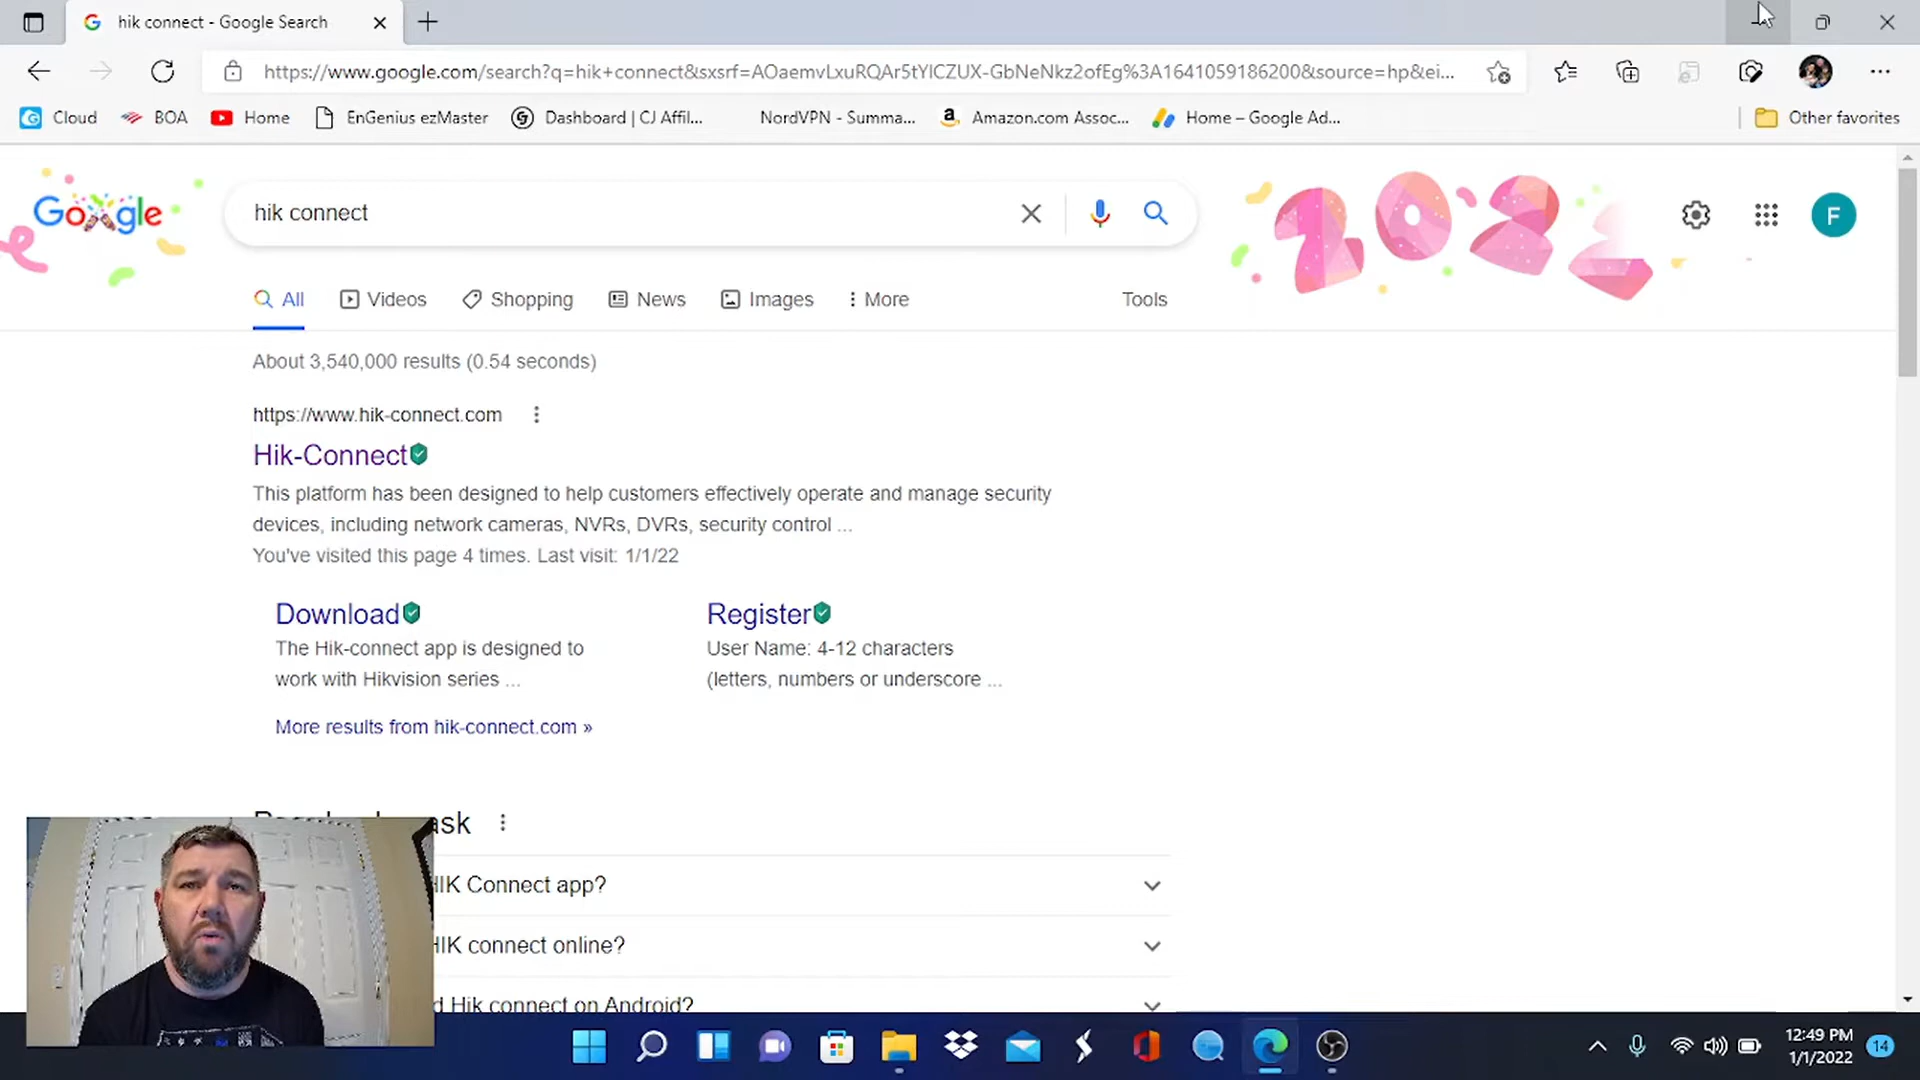 hik connect - Google Search
https://www.google.com/search?q=hik+connect&sxsrf=AOaemvLxuRQAr5tYlCZUX-GbNeNkz2ofEg%3A1641059186200&source=hp&ei...
Cloud
BOA
Home
EnGenius ezMaster
Dashboard | CJ Affil...
NordVPN - Summa...
Amazon.com Assoc...
Home – Google Ad...
Other favorites
Google
hik connect
2022
F
All
Videos
Shopping
News
Images
More
Tools
About 3,540,000 results (0.54 seconds)
https://www.hik-connect.com
Hik-Connect
This platform has been designed to help customers effectively operate and manage security
devices, including network cameras, NVRs, DVRs, security control ...
You've visited this page 4 times. Last visit: 1/1/22
Download
The Hik-connect app is designed to
work with Hikvision series ...
More results from hik-connect.com »
Register
User Name: 4-12 characters
(letters, numbers or underscore ...
ask
HIK Connect app?
HIK connect online?
Hik connect on Android?
12:49 PM
1/1/2022
14